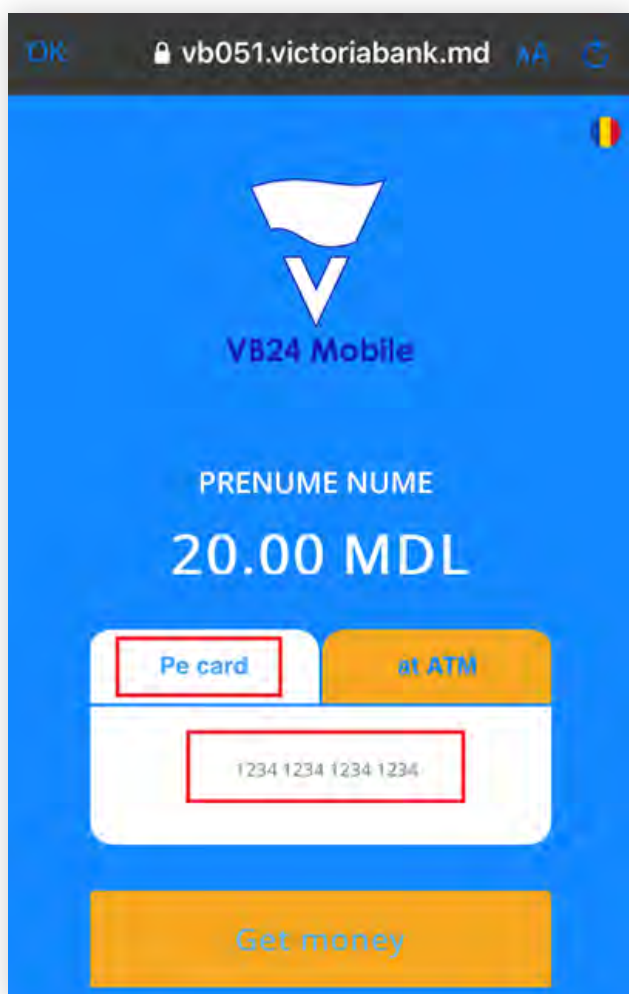 OK vb051.victoriabank.md AA
V
VB24 Mobile
PRENUME NUME
20.00 MDL
Pe card at ATM
1234 1234 1234 1234
Get money